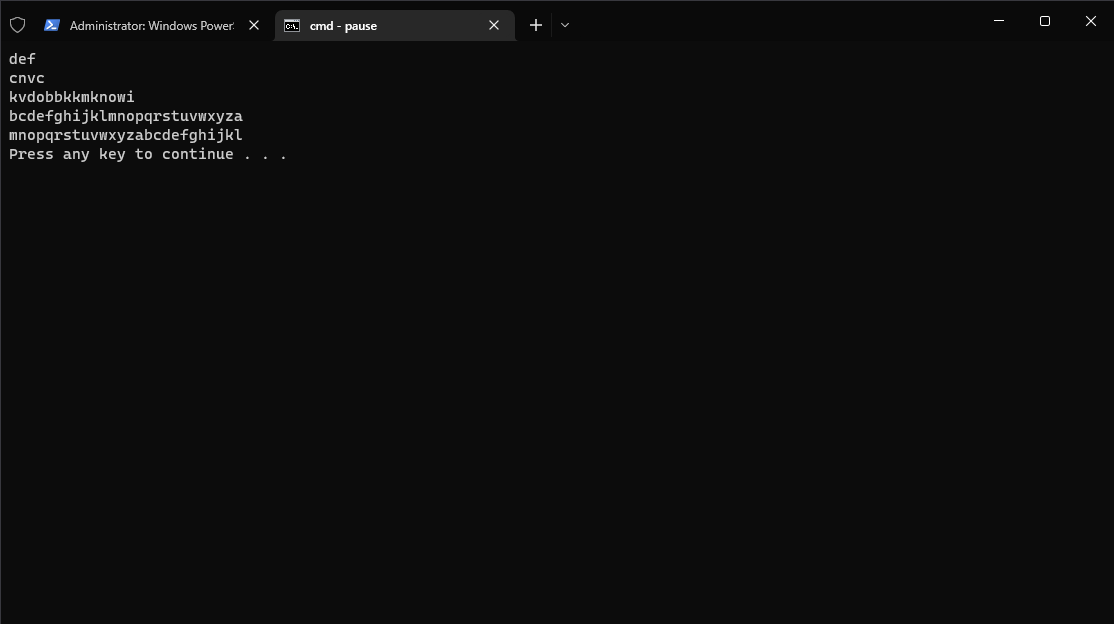 Administrator: Windows Power
cmd - pause
def
cnvc
kvdobbkkmknowi
bcdefghijklmnopqrstuvwxyza
mnopqrstuvwxyzabcdefghijkl
Press any key to continue . . .